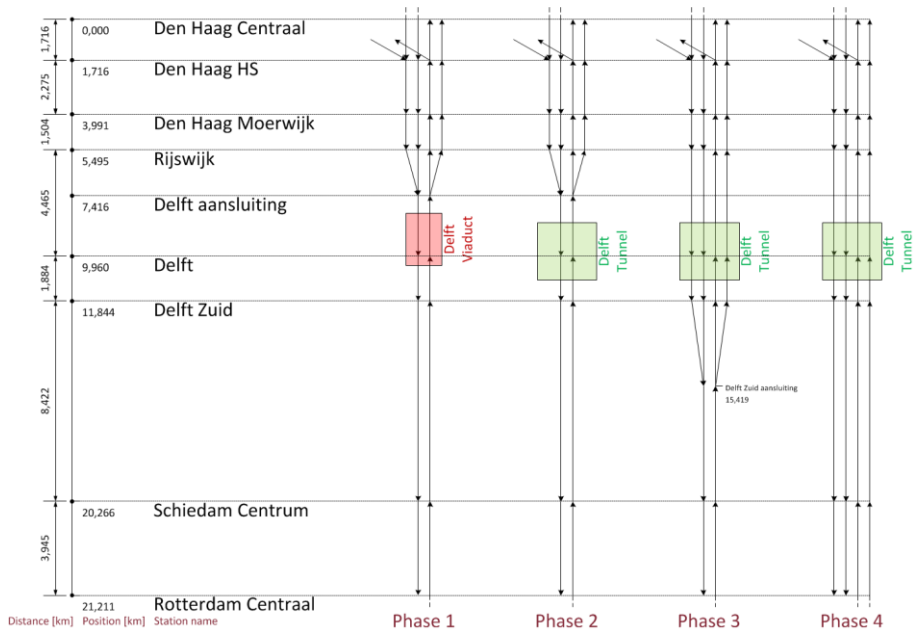 0,000 Den Haag Centraal
1,716
1,716 Den Haag HS
2,275
3,991 Den Haag Moerwijk
1,504
5,495 Rijswijk
4,465
7,416 Delft aansluiting
Delft Viaduct
Delft Tunnel
Delft Tunnel
Delft Tunnel
9,960 Delft
1,884
11,844 Delft Zuid
8,422
Delft Zuid aansluiting
15,419
20,266 Schiedam Centrum
3,945
21,211 Rotterdam Centraal
Distance [km] Position [km] Station name Phase 1 Phase 2 Phase 3 Phase 4